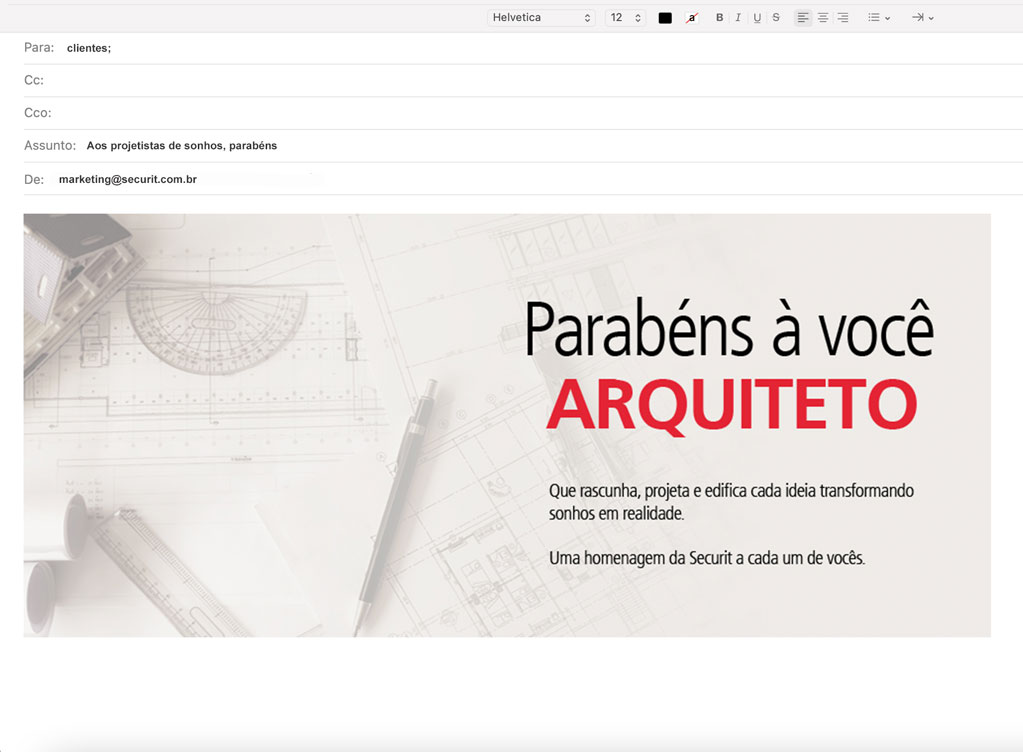 Helvetica 12 a B I U S
Para: clientes;
Cc:
Cco:
Assunto: Aos projetistas de sonhos, parabéns
De: marketing@securit.com.br
Parabéns à você
ARQUITETO
Que rascunha, projeta e edifica cada ideia transformando
sonhos em realidade.
Uma homenagem da Securit a cada um de vocês.